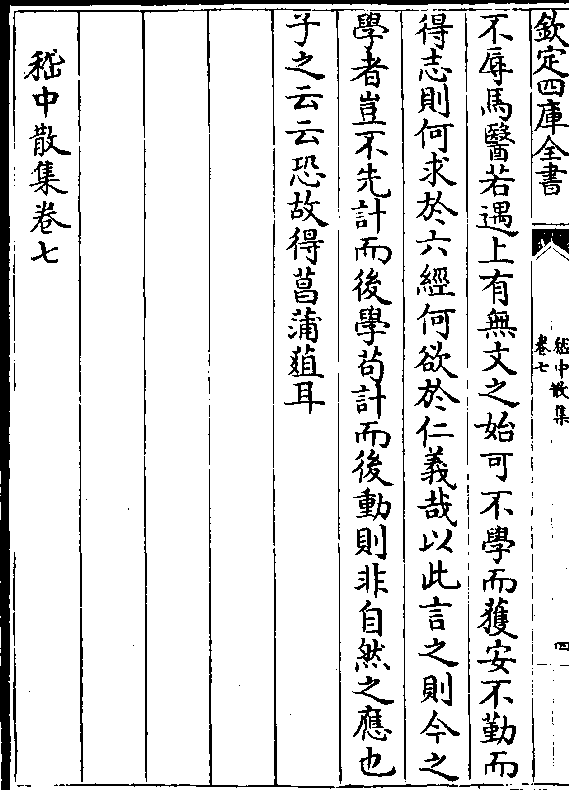 欽定四庫全書
嵇中散集
卷七
四
不辱馬醫若遇上有無文之始可不學而獲安不勤而
得志則何求於六經何欲於仁義哉以此言之則今之
學者豈不先計而後學苟計而後動則非自然之應也
子之云云恐故得菖蒲葅耳
嵇中散集卷七